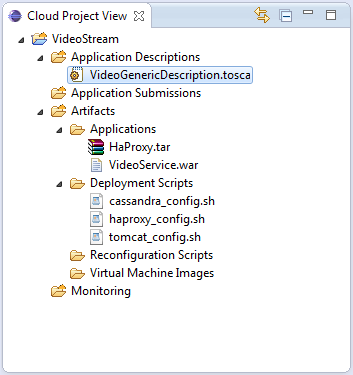 Cloud Project View
VideoStream
Application Descriptions
VideoGenericDescription.tosca
Application Submissions
Artifacts
Applications
HaProxy.tar
VideoService.war
Deployment Scripts
cassandra_config.sh
haproxy_config.sh
tomcat_config.sh
Reconfiguration Scripts
Virtual Machine Images
Monitoring